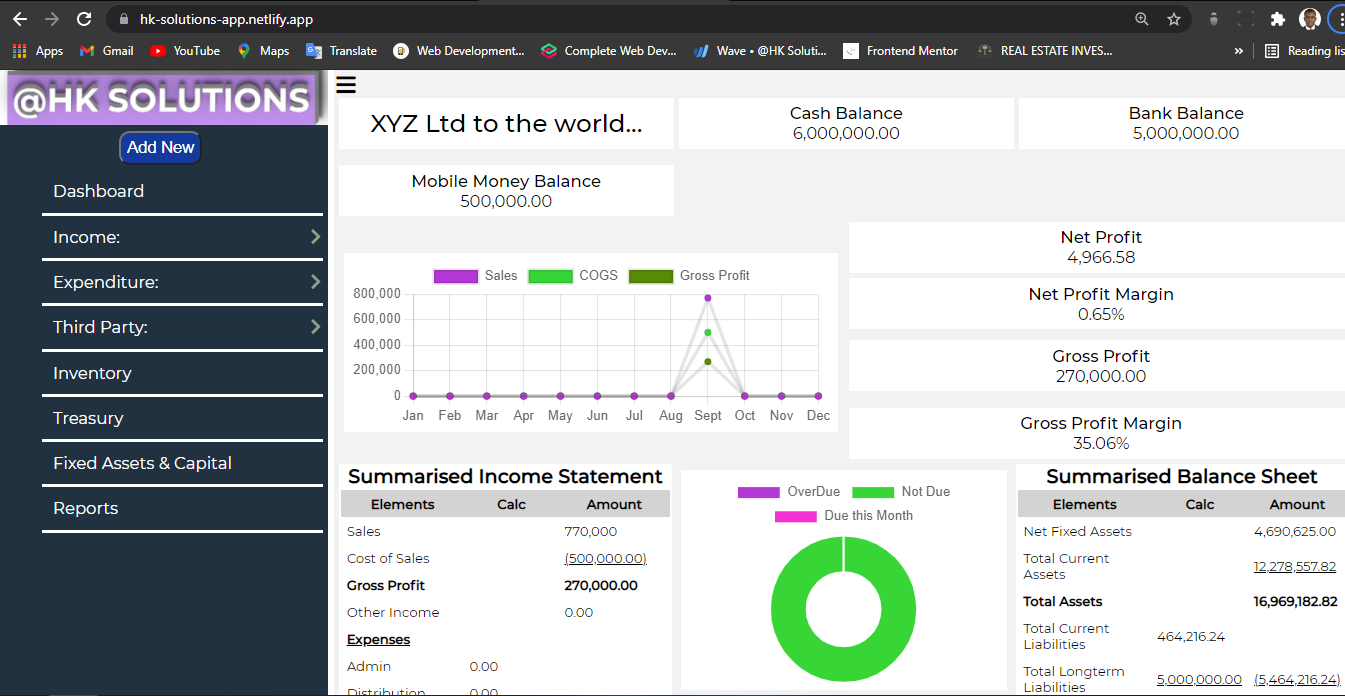 hk-solutions-app.netlify.app
Apps Gmail YouTube Maps Translate Web Development... Complete Web Dev... Wave • @HK Soluti... Frontend Mentor REAL ESTATE INVES... » Reading lis
@HK SOLUTIONS
Add New
Dashboard
Income:
Expenditure:
Third Party:
Inventory
Treasury
Fixed Assets & Capital
Reports
XYZ Ltd to the world...
Cash Balance
6,000,000.00
Bank Balance
5,000,000.00
Mobile Money Balance
500,000.00
Sales COGS Gross Profit
800,000
600,000
400,000
200,000
0
Jan Feb Mar Apr May Jun Jul Aug Sept Oct Nov Dec
Net Profit
4,966.58
Net Profit Margin
0.65%
Gross Profit
270,000.00
Gross Profit Margin
35.06%
Summarised Income Statement
Elements Calc Amount
Sales 770,000
Cost of Sales (500,000.00)
Gross Profit 270,000.00
Other Income 0.00
Expenses
Admin 0.00
Distribution 0.00
OverDue Not Due
Due this Month
Summarised Balance Sheet
Elements Calc Amount
Net Fixed Assets 4,690,625.00
Total Current
Assets 12,278,557.82
Total Assets 16,969,182.82
Total Current
Liabilities 464,216.24
Total Longterm
Liabilities 5,000,000.00 (5,464,216.24)